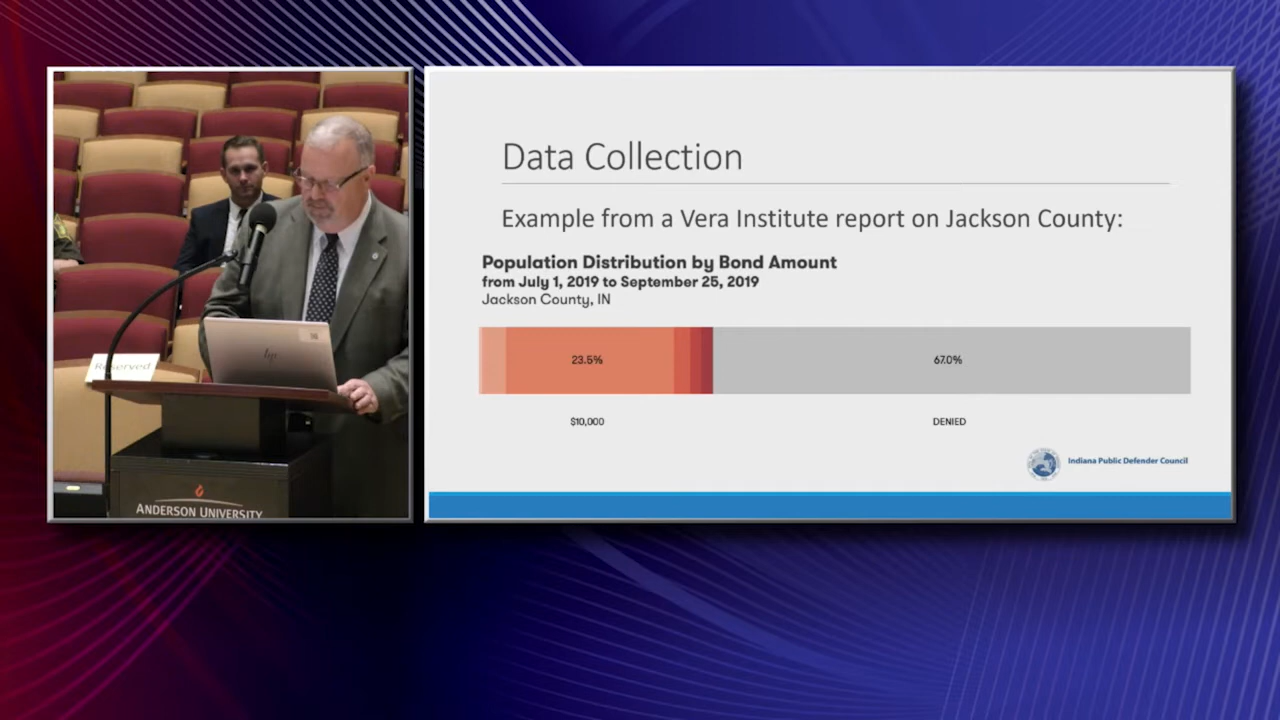 Data Collection
Example from a Vera Institute report on Jackson County:
Population Distribution by Bond Amount
from July 1, 2019 to September 25, 2019
Jackson County, IN
23.5%
67.0%
$10,000
DENIED
Indiana Public Defender Council
Reserved
hp
ANDERSON UNIVERSITY